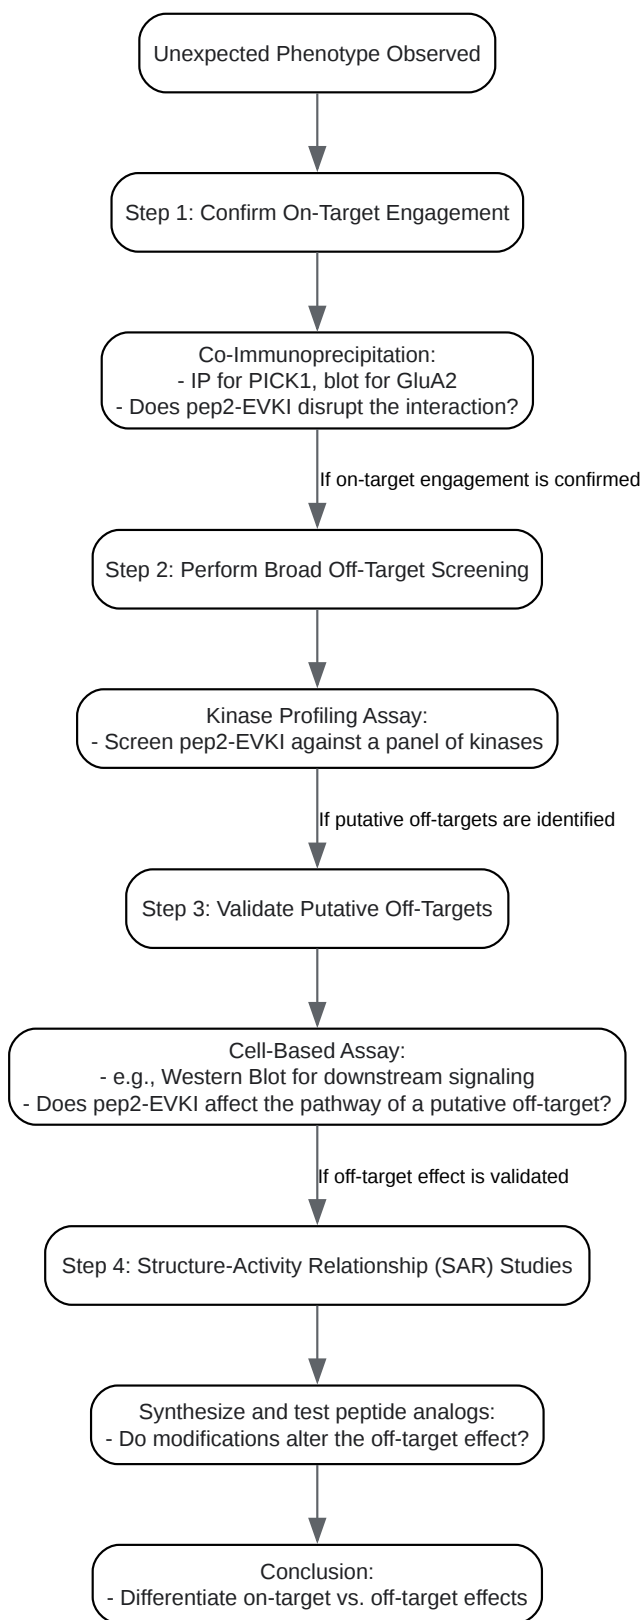 Unexpected Phenotype Observed
Step 1: Confirm On-Target Engagement
Co-Immunoprecipitation:
- IP for PICK1, blot for GluA2
- Does pep2-EVKI disrupt the interaction?
If on-target engagement is confirmed
Step 2: Perform Broad Off-Target Screening
Kinase Profiling Assay:
- Screen pep2-EVKI against a panel of kinases
If putative off-targets are identified
Step 3: Validate Putative Off-Targets
Cell-Based Assay:
- e.g., Western Blot for downstream signaling
- Does pep2-EVKI affect the pathway of a putative off-target?
If off-target effect is validated
Step 4: Structure-Activity Relationship (SAR) Studies
Synthesize and test peptide analogs:
- Do modifications alter the off-target effect?
Conclusion:
- Differentiate on-target vs. off-target effects